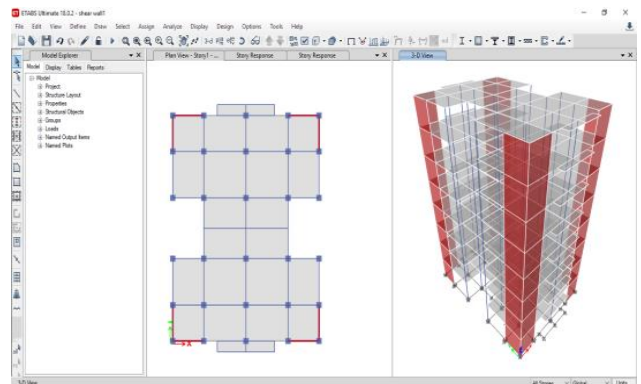 ETABS Ultimate 18.0.2 - shear wall1
File Edit View Define Draw Select Assign Analyze Display Design Options Tools Help
Model Explorer
Plan View - Story1 - ...
Story Response
Story Response
3-D View
Model Display Tables Reports
Model
Project
Structure Layout
Properties
Structural Objects
Groups
Loads
Named Output Items
Named Plots
X
3-D View
All Stories
Global
Units